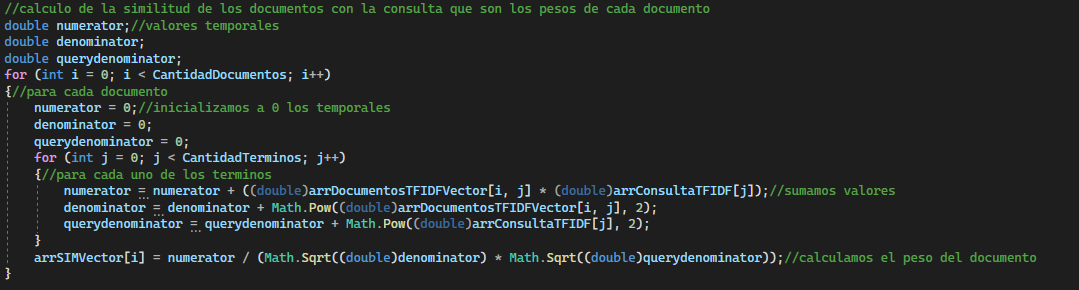 //calculo de la similitud de los documentos con la consulta que son los pesos de cada documento
double numerator;//valores temporales
double denominator;
double querydenominator;
for (int i = 0; i < CantidadDocumentos; i++)
{//para cada documento
    numerator = 0;//inicializamos a 0 los temporales
    denominator = 0;
    querydenominator = 0;
    for (int j = 0; j < CantidadTerminos; j++)
    {//para cada uno de los terminos
        numerator = numerator + ((double)arrDocumentosTFIDFVector[i, j] * (double)arrConsultaTFIDF[j]);//sumamos valores
        denominator = denominator + Math.Pow((double)arrDocumentosTFIDFVector[i, j], 2);
        querydenominator = querydenominator + Math.Pow((double)arrConsultaTFIDF[j], 2);
    }
    arrSIMVector[i] = numerator / (Math.Sqrt((double)denominator) * Math.Sqrt((double)querydenominator));//calculamos el peso del documento
}